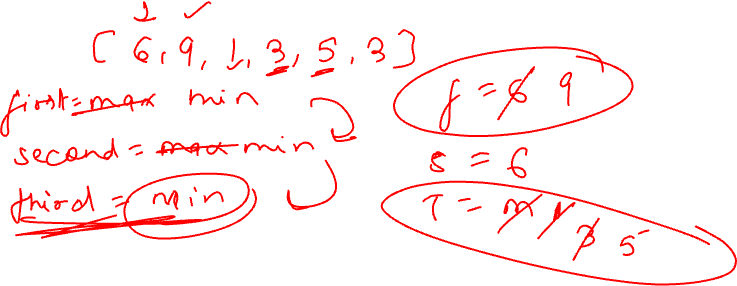 [6, 9, 1, 3, 5, 3]
first = max min
second = max min
third = min
f = 6 9
s = 6
T = m 1 3 5